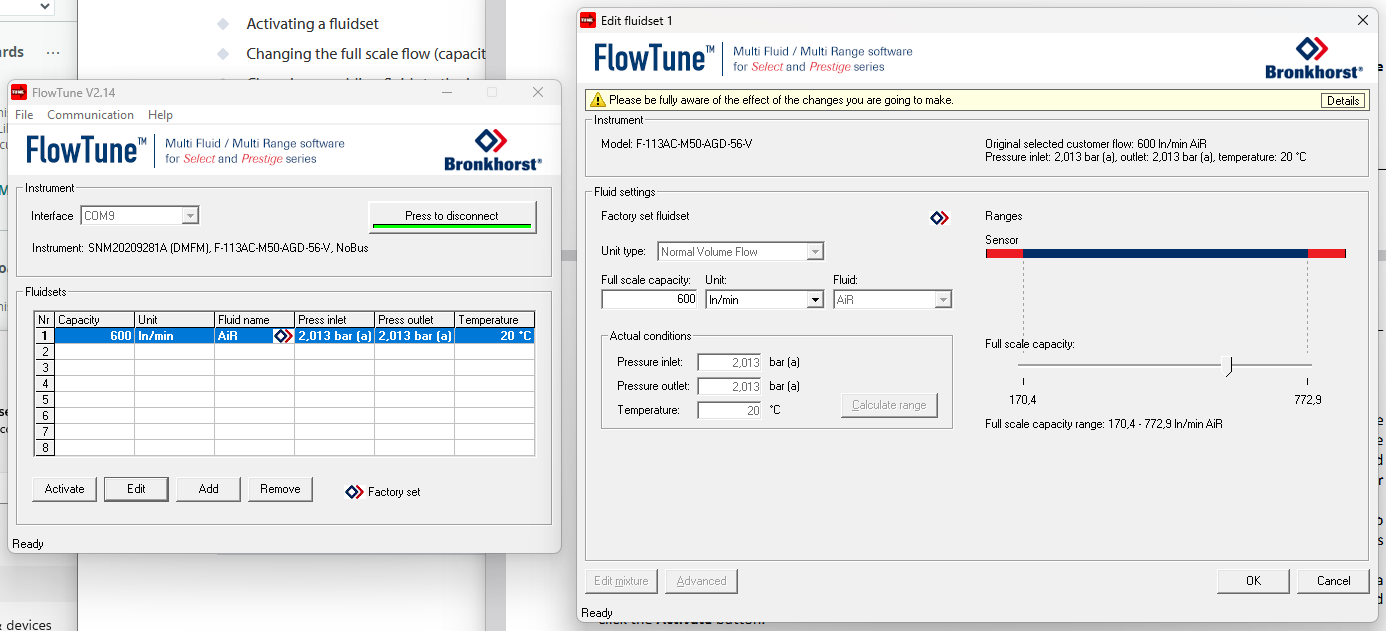 Activating a fluidset
Changing the full scale flow (capacit
rds
devices
FlowTune V2.14
File Communication Help
FlowTune™
Multi Fluid / Multi Range software
for Select and Prestige series
Bronkhorst®
Instrument
Interface COM9 Press to disconnect
Instrument: SNM20209281A (DMFM), F-113AC-M50-AGD-56-V, NoBus
Fluidsets
Nr Capacity Unit Fluid name Press inlet Press outlet Temperature
1 600 ln/min AiR 2,013 bar (a) 2,013 bar (a) 20 °C
2
3
4
5
6
7
8
Activate Edit Add Remove Factory set
Ready
Edit fluidset 1
FlowTune™
Multi Fluid / Multi Range software
for Select and Prestige series
Bronkhorst®
Please be fully aware of the effect of the changes you are going to make. Details
Instrument
Model: F-113AC-M50-AGD-56-V
Original selected customer flow: 600 ln/min AiR
Pressure inlet: 2,013 bar (a), outlet: 2,013 bar (a), temperature: 20 °C
Fluid settings
Factory set fluidset
Unit type: Normal Volume Flow
Full scale capacity: Unit: Fluid:
600 ln/min AiR
Actual conditions
Pressure inlet: 2,013 bar (a)
Pressure outlet: 2,013 bar (a)
Temperature: 20 °C
Calculate range
Ranges
Sensor
Full scale capacity:
170,4 772,9
Full scale capacity range: 170,4 - 772,9 ln/min AiR
Edit mixture Advanced OK Cancel
Ready